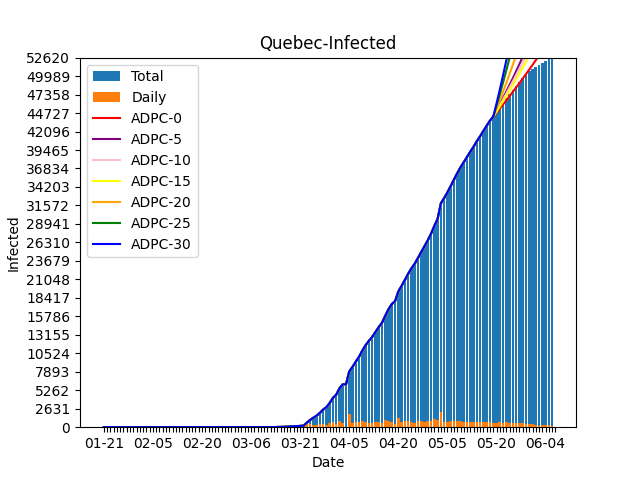 Quebec-Infected
52620
49989
47358
44727
42096
39465
36834
34203
31572
28941
26310
23679
21048
18417
15786
13155
10524
7893
5262
2631
0
Infected
Total
Daily
ADPC-0
ADPC-5
ADPC-10
ADPC-15
ADPC-20
ADPC-25
ADPC-30
01-21 02-05 02-20 03-06 03-21 04-05 04-20 05-05 05-20 06-04
Date